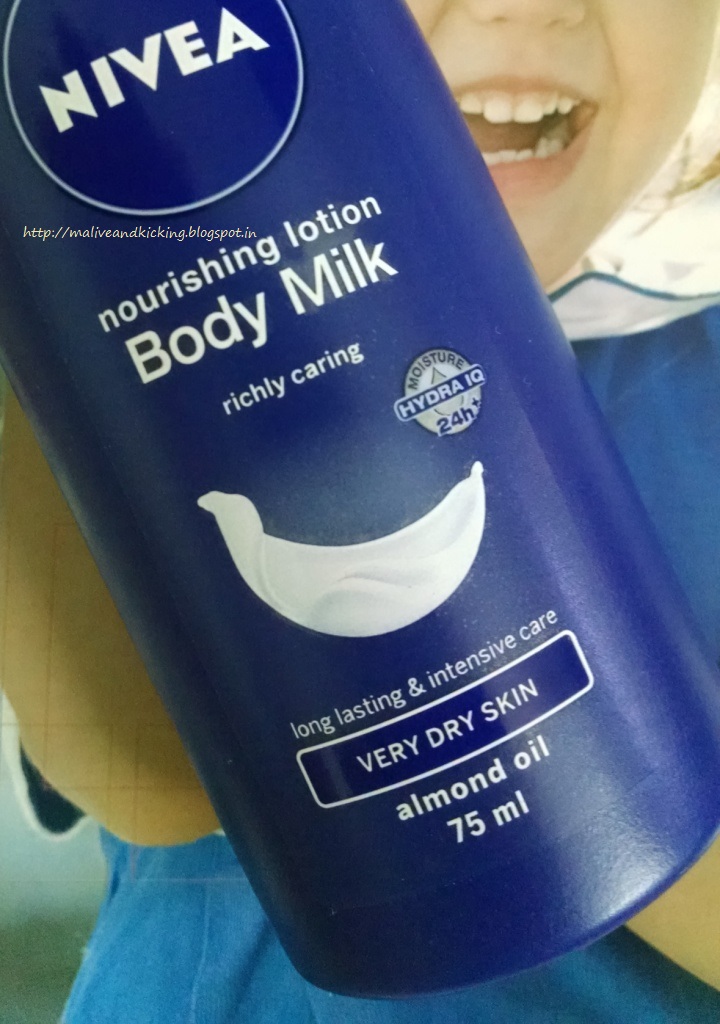 NIVEA
http://maliveandkicking.blogspot.in
nourishing lotion
Body Milk
richly caring
MOISTURE
HYDRA IQ
24h+
long lasting & intensive care
VERY DRY SKIN
almond oil
75 ml